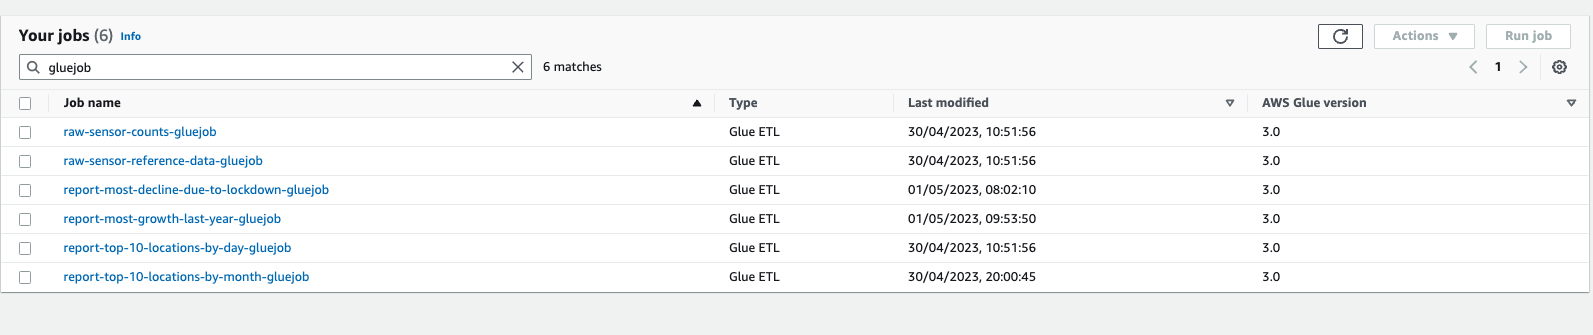 Your jobs (6) Info
Actions Run job
gluejob 6 matches 1
Job name Type Last modified AWS Glue version
raw-sensor-counts-gluejob Glue ETL 30/04/2023, 10:51:56 3.0
raw-sensor-reference-data-gluejob Glue ETL 30/04/2023, 10:51:56 3.0
report-most-decline-due-to-lockdown-gluejob Glue ETL 01/05/2023, 08:02:10 3.0
report-most-growth-last-year-gluejob Glue ETL 01/05/2023, 09:53:50 3.0
report-top-10-locations-by-day-gluejob Glue ETL 30/04/2023, 10:51:56 3.0
report-top-10-locations-by-month-gluejob Glue ETL 30/04/2023, 20:00:45 3.0